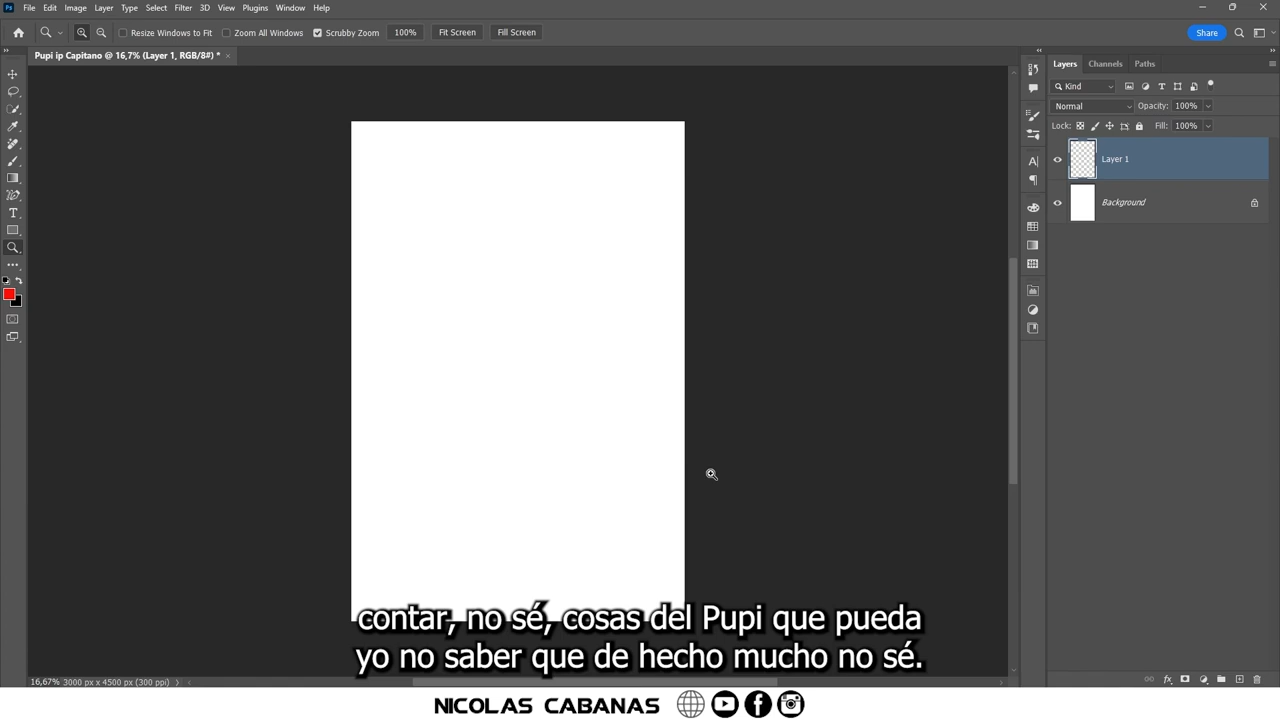 File Edit Image Layer Type Select Filter 3D View Plugins Window Help
Resize Windows to Fit Zoom All Windows Scrubby Zoom 100% Fit Screen Fill Screen Share
Pupi ip Capitano @ 16,7% (Layer 1, RGB/8#) *
Layers Channels Paths
Kind
Normal Opacity: 100%
Lock: Fill: 100%
Layer 1
Background
contar, no sé, cosas del Pupi que pueda
yo no saber que de hecho mucho no sé.
16,67% 3000 px x 4500 px (300 ppi)
NICOLAS CABANAS